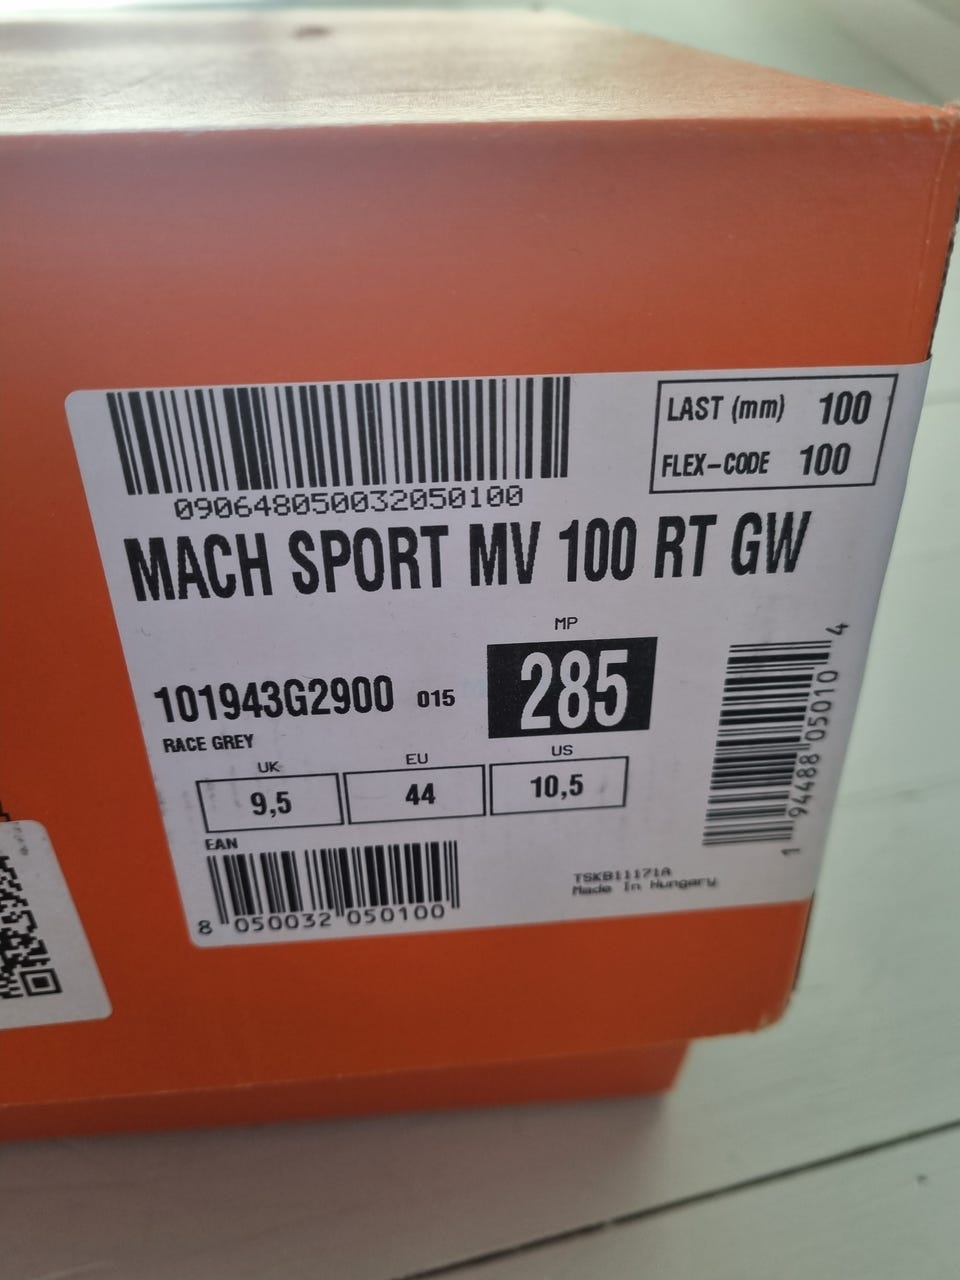 LAST (mm) 100
FLEX-CODE 100
090648050032050100
MACH SPORT MV 100 RT GW
MP
285
101943G2900 015
RACE GREY
UK EU US
9,5 44 10,5
EAN
8 050032 050100
TSKB11171A
Made In Hungary
1 94488 05010 4